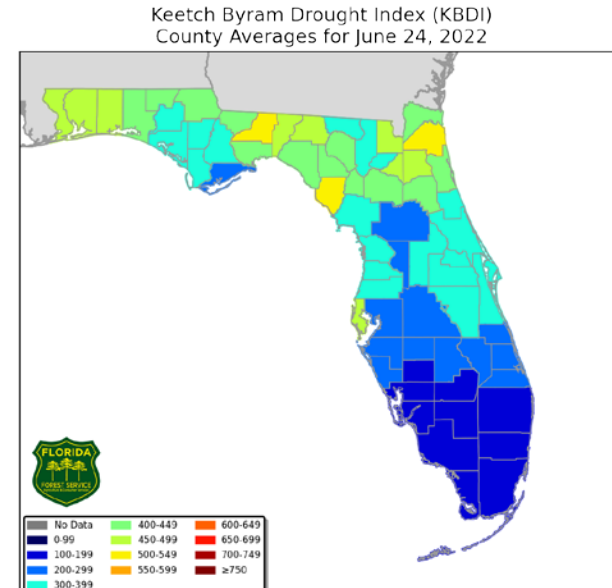 Keetch Byram Drought Index (KBDI)
County Averages for June 24, 2022
FLORIDA
FOREST SERVICE
No Data
0-99
100-199
200-299
300-399
400-449
450-499
500-549
550-599
600-649
650-699
700-749
≥750